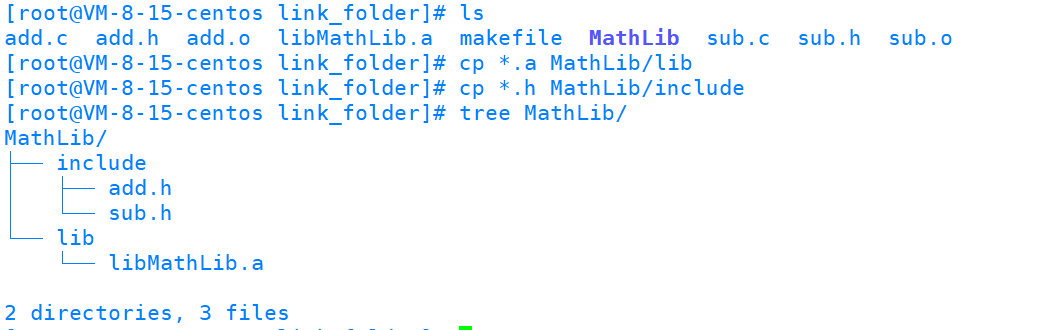 [root@VM-8-15-centos link_folder]# ls
add.c  add.h  add.o  libMathLib.a  makefile  MathLib  sub.c  sub.h  sub.o
[root@VM-8-15-centos link_folder]# cp *.a MathLib/lib
[root@VM-8-15-centos link_folder]# cp *.h MathLib/include
[root@VM-8-15-centos link_folder]# tree MathLib/
MathLib/
├── include
│   ├── add.h
│   └── sub.h
└── lib
    └── libMathLib.a

2 directories, 3 files